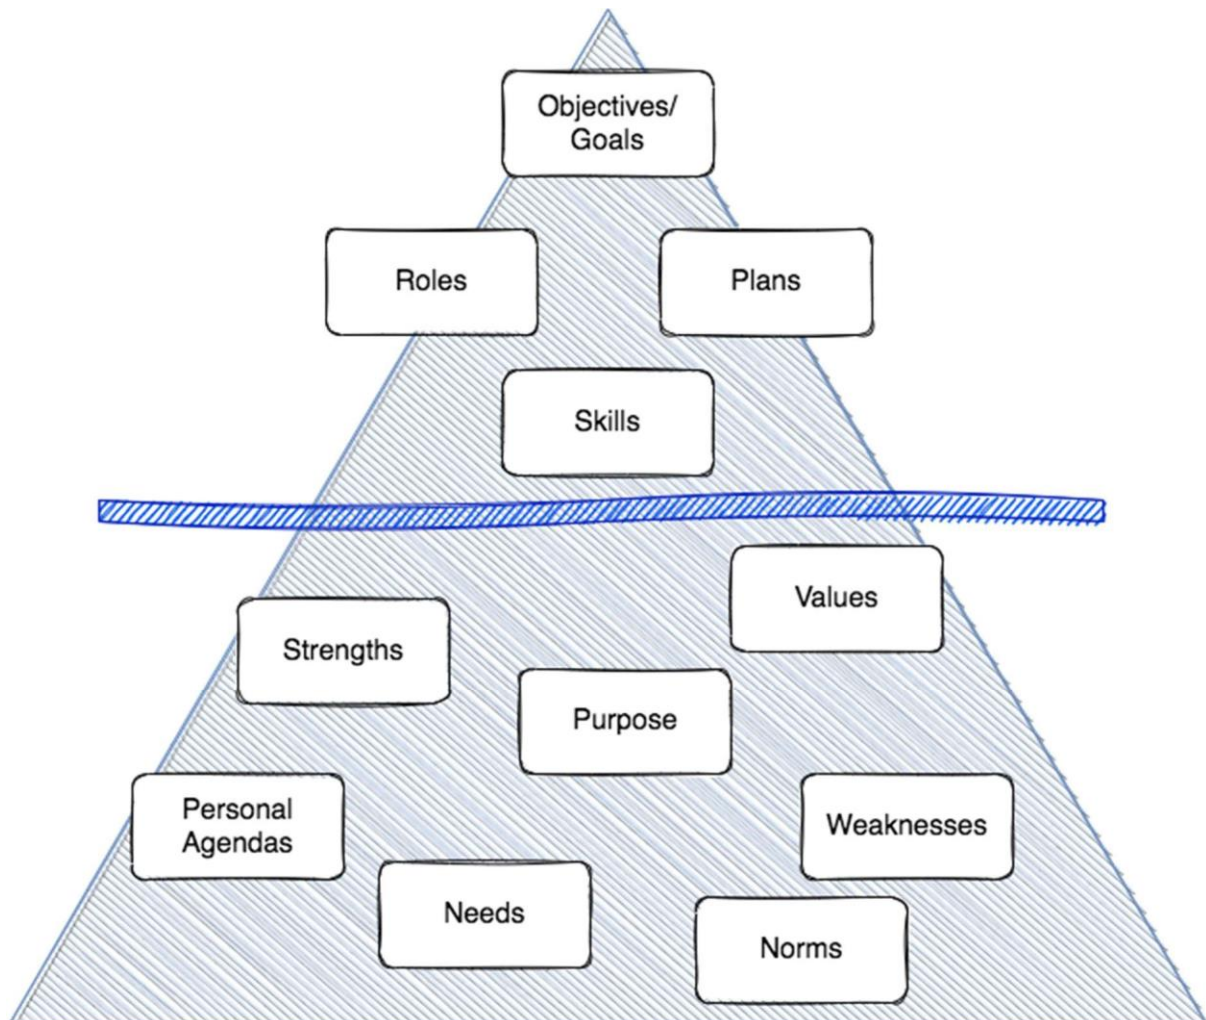 Objectives/
Goals
Roles
Plans
Skills
Values
Strengths
Purpose
Personal
Agendas
Weaknesses
Needs
Norms